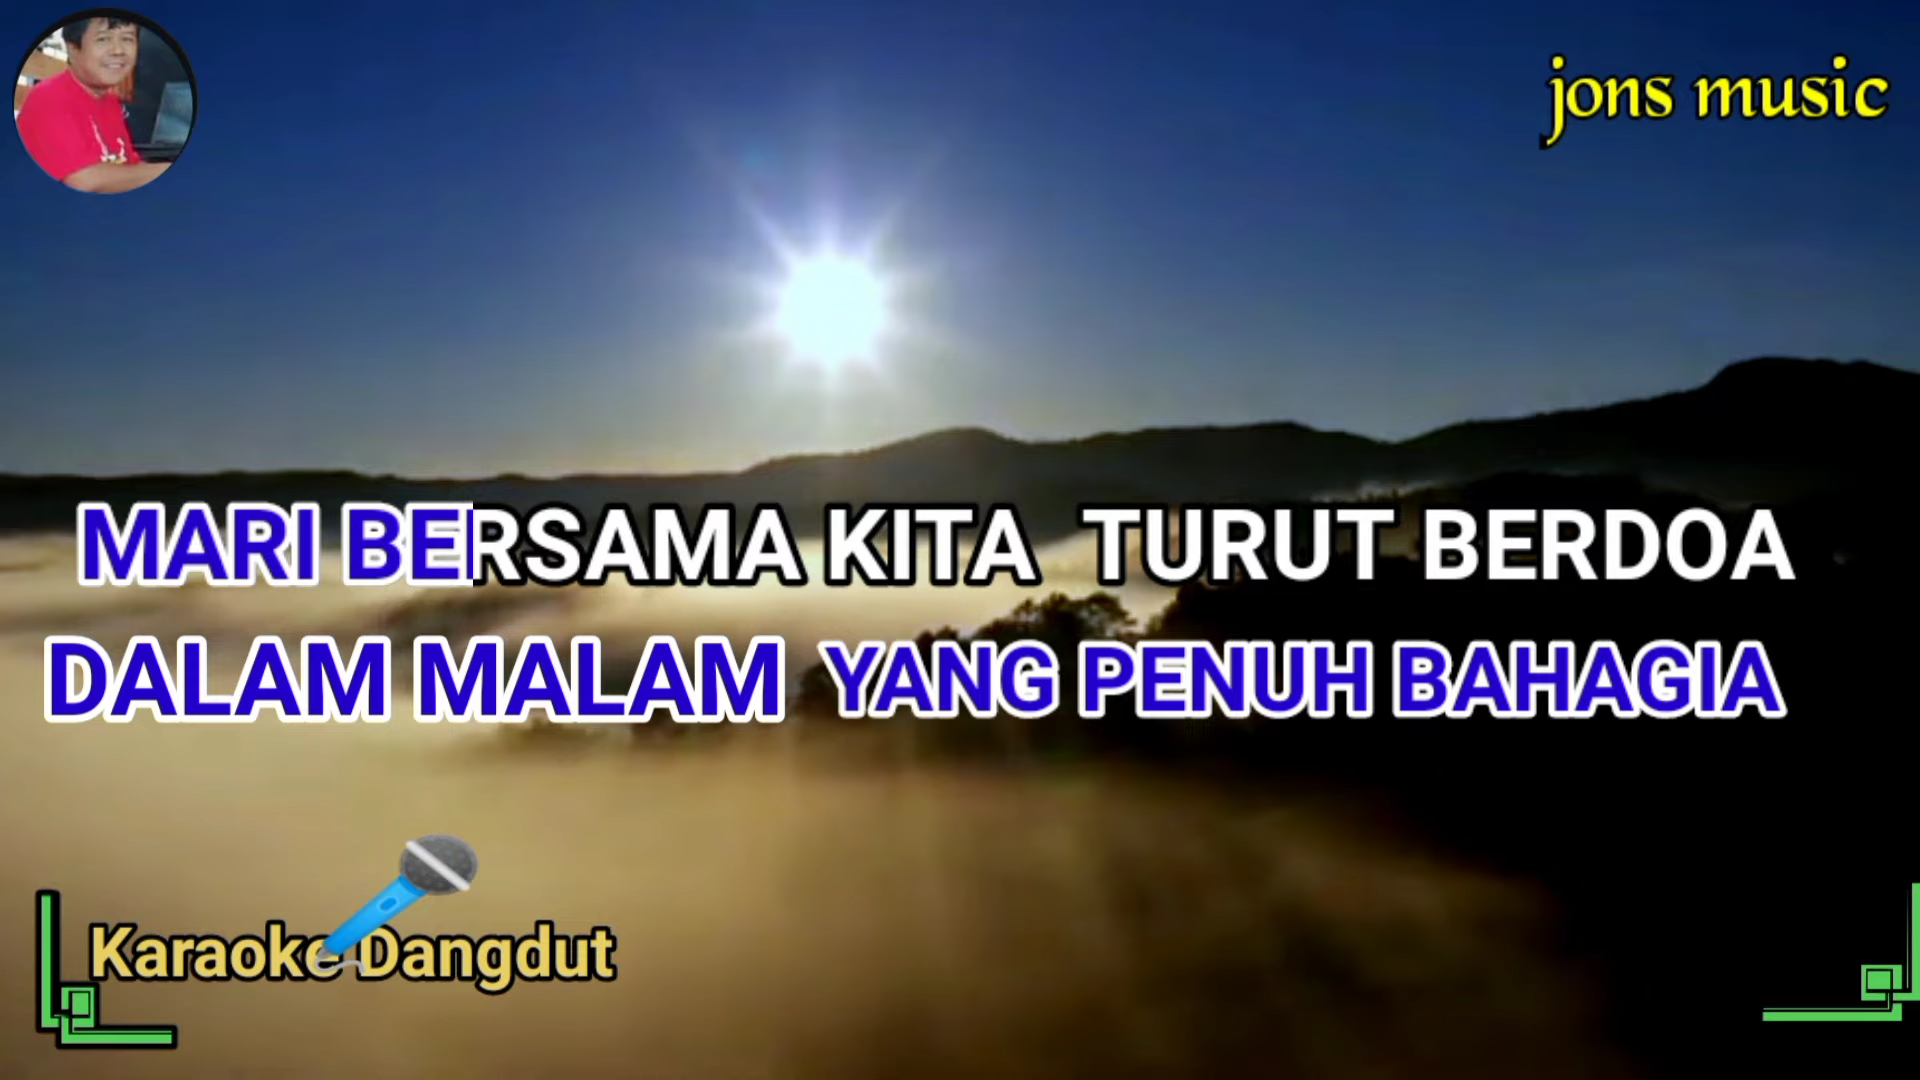 jons music
MARI BERSAMA KITA TURUT BERDOA
DALAM MALAM YANG PENUH BAHAGIA
Karaoke Dangdut